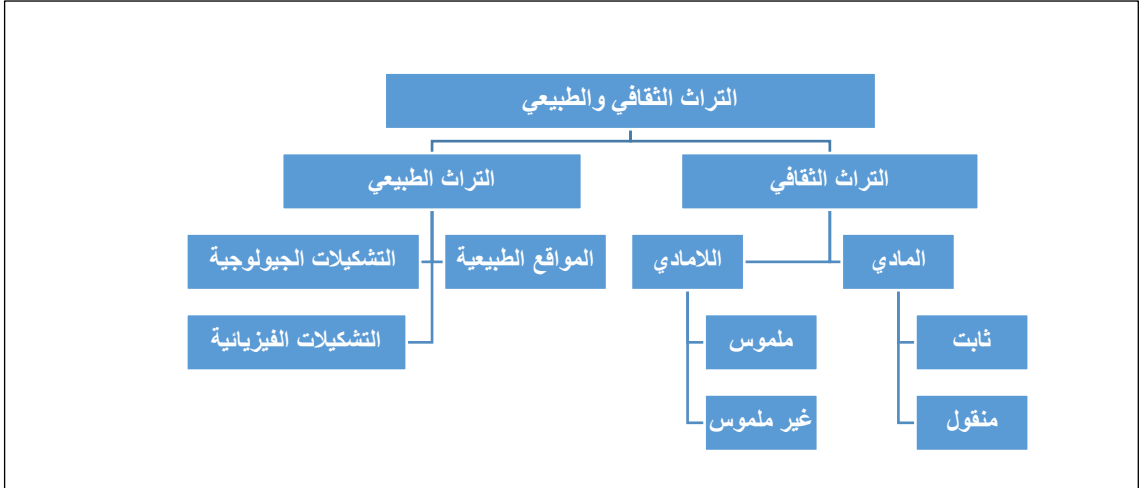 التراث الثقافي والطبيعي
التراث الثقافي
التراث الطبيعي
المادي
اللامادي
المواقع الطبيعية
التشكيلات الجيولوجية
ثابت
ملموس
التشكيلات الفيزيائية
منقول
غير ملموس